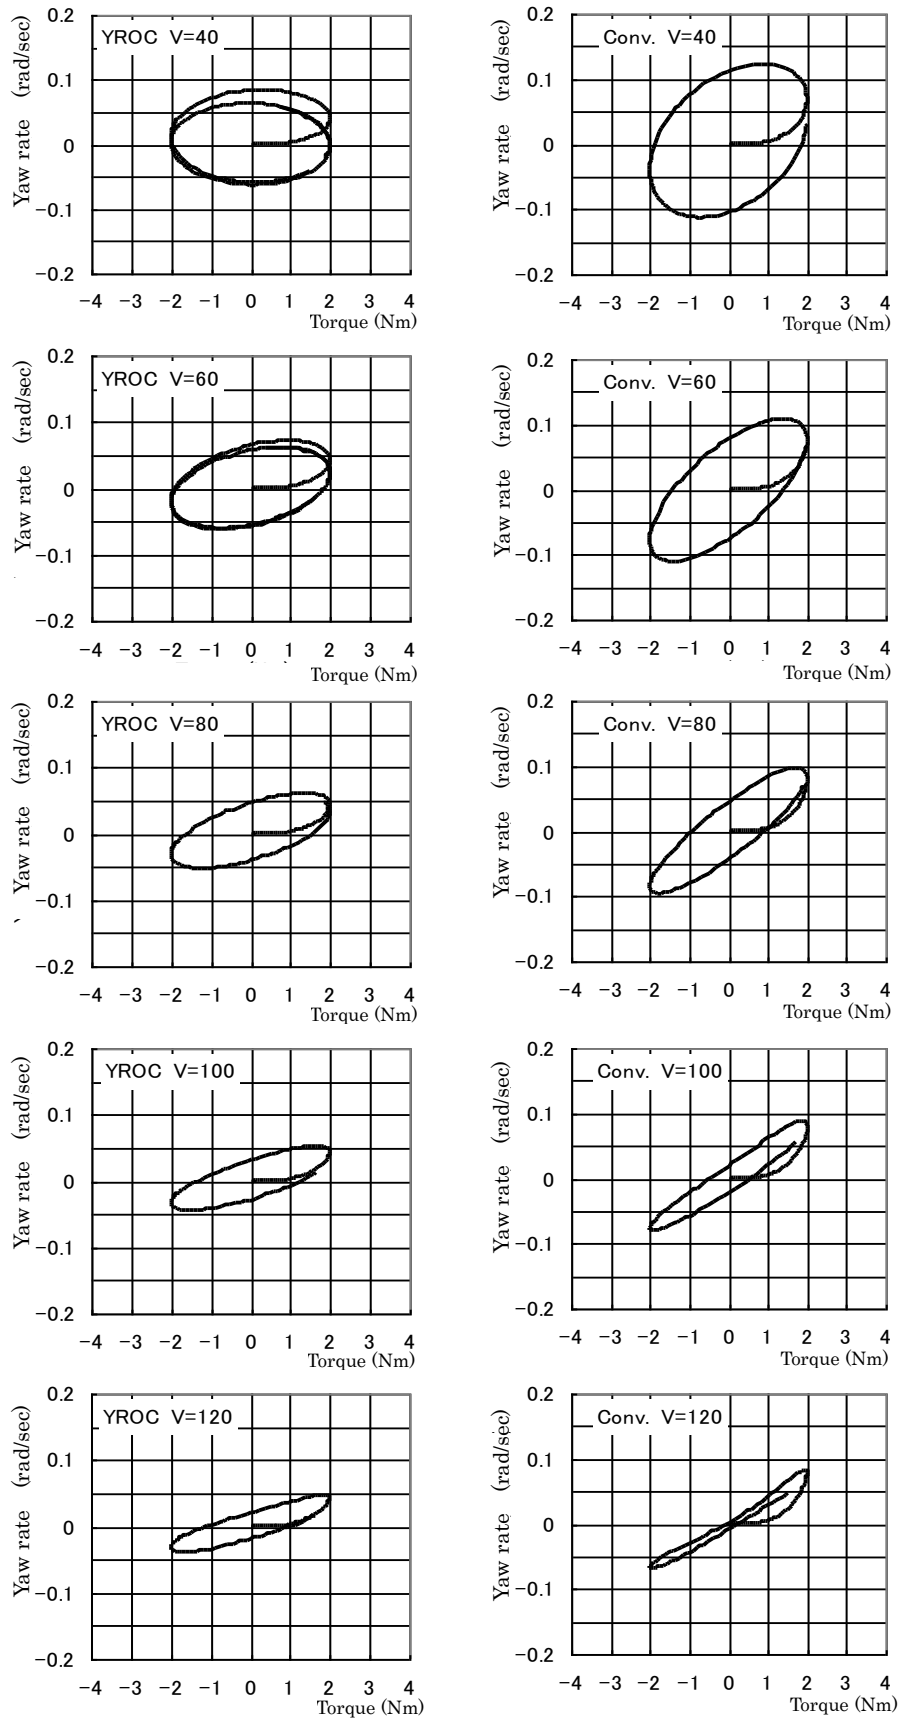 YROC V=40
Yaw rate (rad/sec)
0.2
0.1
0
−0.1
−0.2
−4 −3 −2 −1 0 1 2 3 4
Torque (Nm)
Conv. V=40
Yaw rate (rad/sec)
0.2
0.1
0
−0.1
−0.2
−4 −3 −2 −1 0 1 2 3 4
Torque (Nm)
YROC V=60
Yaw rate (rad/sec)
0.2
0.1
0
−0.1
−0.2
−4 −3 −2 −1 0 1 2 3 4
Torque (Nm)
Conv. V=60
Yaw rate (rad/sec)
0.2
0.1
0
−0.1
−0.2
−4 −3 −2 −1 0 1 2 3 4
Torque (Nm)
YROC V=80
Yaw rate (rad/sec)
0.2
0.1
0
−0.1
−0.2
−4 −3 −2 −1 0 1 2 3 4
Torque (Nm)
Conv. V=80
Yaw rate (rad/sec)
0.2
0.1
0
−0.1
−0.2
−4 −3 −2 −1 0 1 2 3 4
Torque (Nm)
YROC V=100
Yaw rate (rad/sec)
0.2
0.1
0
−0.1
−0.2
−4 −3 −2 −1 0 1 2 3 4
Torque (Nm)
Conv. V=100
Yaw rate (rad/sec)
0.2
0.1
0
−0.1
−0.2
−4 −3 −2 −1 0 1 2 3 4
Torque (Nm)
YROC V=120
Yaw rate (rad/sec)
0.2
0.1
0
−0.1
−0.2
−4 −3 −2 −1 0 1 2 3 4
Torque (Nm)
Conv. V=120
Yaw rate (rad/sec)
0.2
0.1
0
−0.1
−0.2
−4 −3 −2 −1 0 1 2 3 4
Torque (Nm)